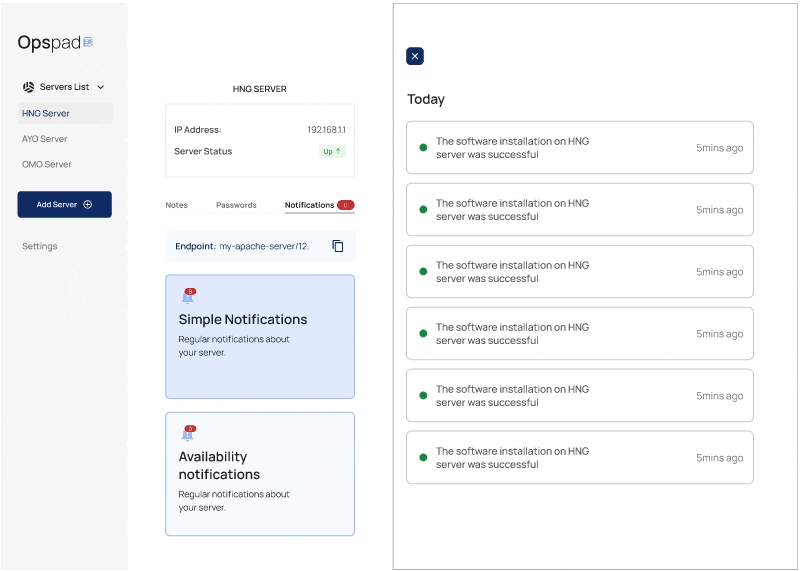 Opspad
Servers List
HNG Server
AYO Server
OMO Server
Add Server
Settings
HNG SERVER
IP Address: 192.168.1.1
Server Status Up ↑
Notes Passwords Notifications 0
Endpoint: my-apache-server/12.
8
Simple Notifications
Regular notifications about
your server.
0
Availability
notifications
Regular notifications about
your server.
Today
The software installation on HNG
server was successful
5mins ago
The software installation on HNG
server was successful
5mins ago
The software installation on HNG
server was successful
5mins ago
The software installation on HNG
server was successful
5mins ago
The software installation on HNG
server was successful
5mins ago
The software installation on HNG
server was successful
5mins ago